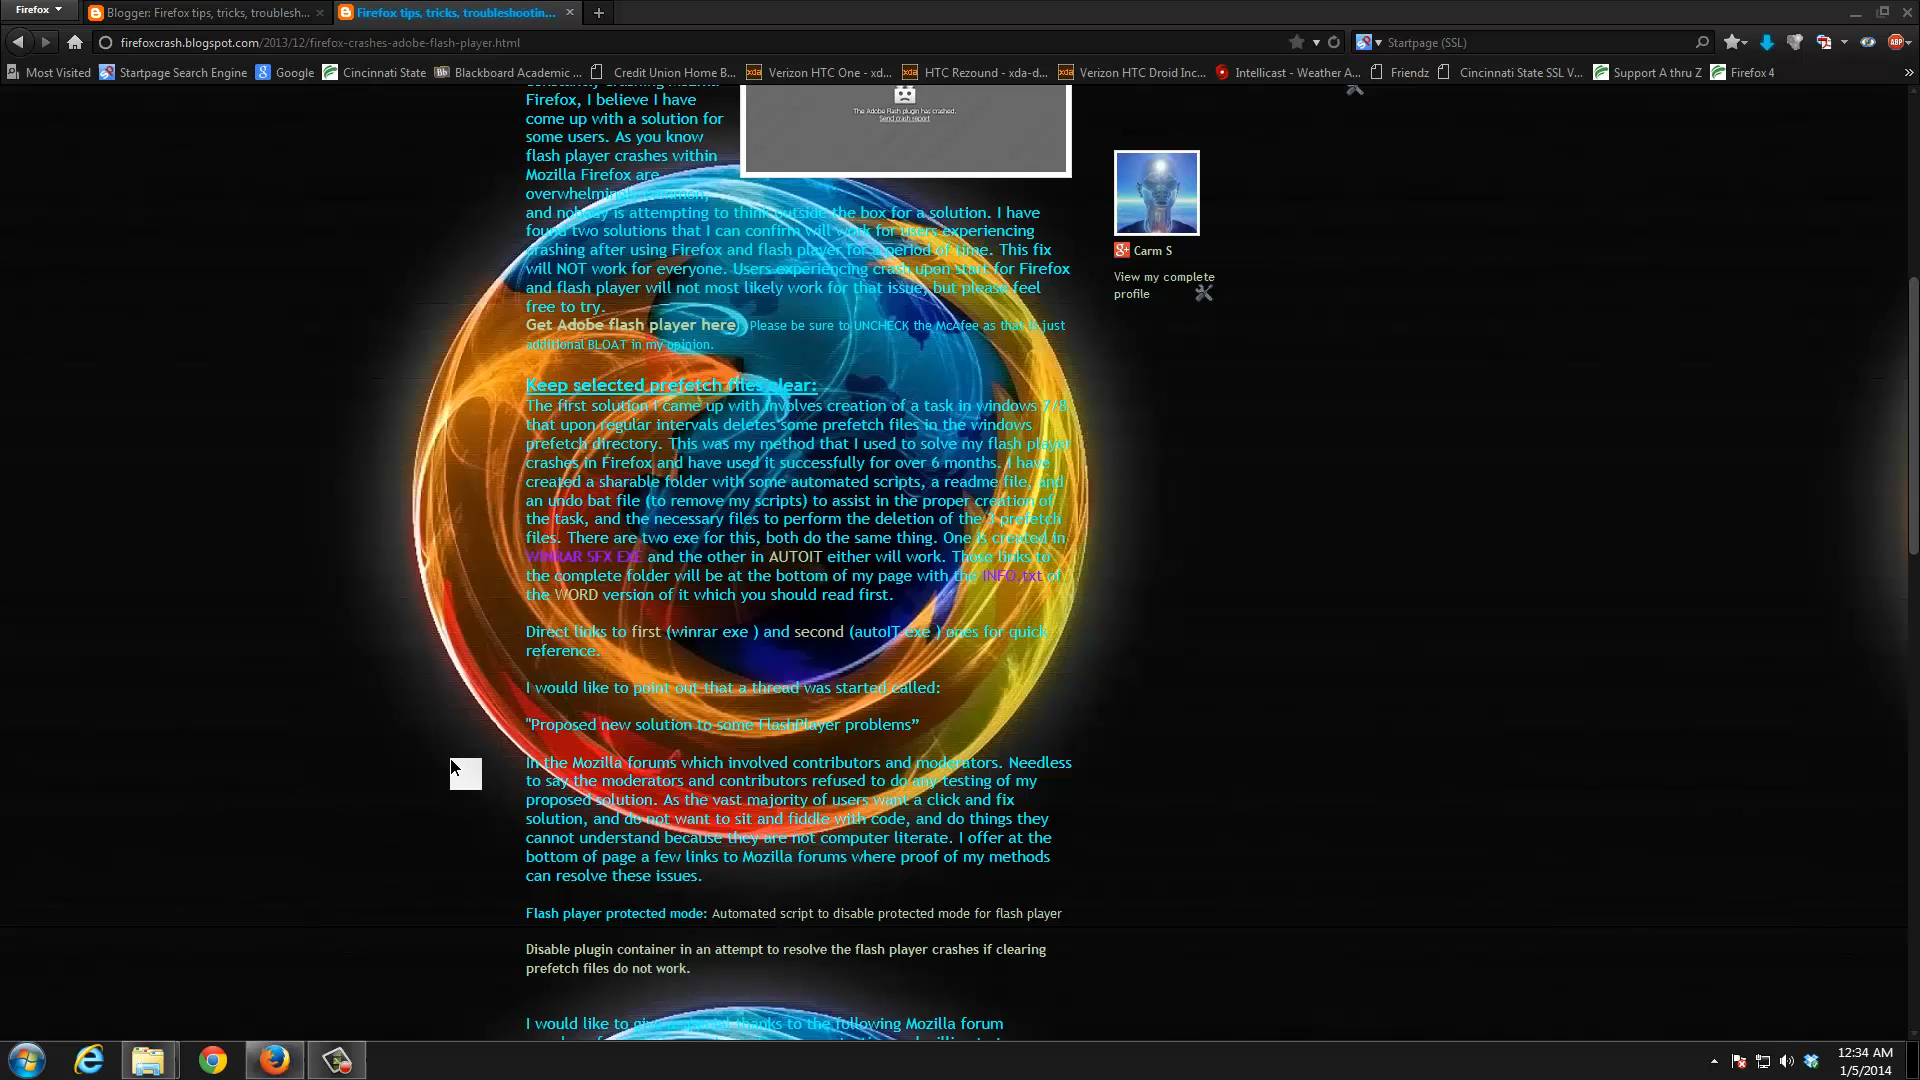 Firefox
Blogger: Firefox tips, tricks, troublesh...
Firefox tips, tricks, troubleshootin...
firefoxcrash.blogspot.com/2013/12/firefox-crashes-adobe-flash-player.html
Startpage (SSL)
Most Visited
Startpage Search Engine
Google
Cincinnati State
Blackboard Academic ...
Credit Union Home B...
Verizon HTC One - xd...
HTC Rezound - xda-d...
Verizon HTC Droid Inc...
Intellicast - Weather A...
Friendz
Cincinnati State SSL V...
Support A thru Z
Firefox 4
Firefox, I believe I have
come up with a solution for
some users. As you know
flash player crashes within
Mozilla Firefox are
overwhelmingly common,
and nobody is attempting to think outside the box for a solution. I have
found two solutions that I can confirm will work for users experiencing
crashing after using Firefox and flash player for a period of time. This fix
will NOT work for everyone. Users experiencing crash upon start for Firefox
and flash player will not most likely work for that issue, but please feel
free to try.
Get Adobe flash player here, Please be sure to UNCHECK the McAfee as that is just
additional BLOAT in my opinion.
The Adobe Flash plugin has crashed.
Send crash report
Carm S
View my complete
profile
Keep selected prefetch files clear:
The first solution I came up with involves creation of a task in windows 7/8
that upon regular intervals deletes some prefetch files in the windows
prefetch directory. This was my method that I used to solve my flash player
crashes in Firefox and have used it successfully for over 6 months. I have
created a sharable folder with some automated scripts, a readme file, and
an undo bat file (to remove my scripts) to assist in the proper creation of
the task, and the necessary files to perform the deletion of the 3 prefetch
files. There are two exe for this, both do the same thing. One is created in
WINRAR SFX EXE and the other in AUTOIT either will work. Those links to
the complete folder will be at the bottom of my page with the INFO,txt of
the WORD version of it which you should read first.
Direct links to first (winrar exe ) and second (autoIT exe ) ones for quick
reference.
I would like to point out that a thread was started called:
"Proposed new solution to some FlashPlayer problems”
In the Mozilla forums which involved contributors and moderators. Needless
to say the moderators and contributors refused to do any testing of my
proposed solution. As the vast majority of users want a click and fix
solution, and do not want to sit and fiddle with code, and do things they
cannot understand because they are not computer literate. I offer at the
bottom of page a few links to Mozilla forums where proof of my methods
can resolve these issues.
Flash player protected mode: Automated script to disable protected mode for flash player
Disable plugin container in an attempt to resolve the flash player crashes if clearing
prefetch files do not work.
I would like to give a special thanks to the following Mozilla forum
12:34 AM
1/5/2014